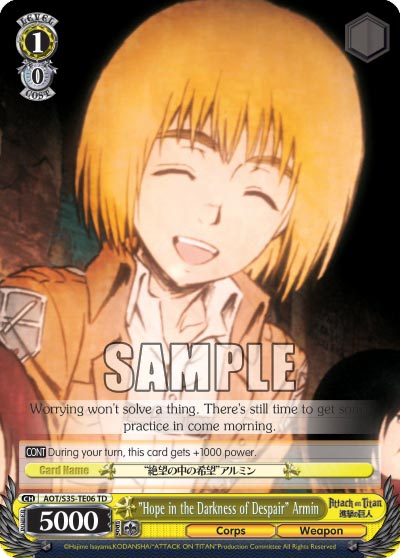 LEVEL
1
0
COST
SAMPLE
Worrying won't solve a thing. There's still time to get some
practice in come morning.
CONT During your turn, this card gets +1000 power.
Card Name
"絶望の中の希望"アルミン
CH AOT/S35-TE06 TD
POWER
5000
SOUL
"Hope in the Darkness of Despair" Armin
Attack on Titan
進撃の巨人
Corps
Weapon
©Hajime Isayama,KODANSHA/"ATTACK ON TITAN"Production Committee. All Rights Reserved.